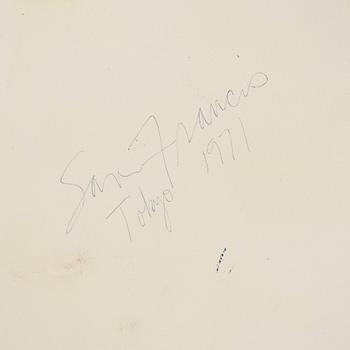 Sam Francis
Tokyo 1971